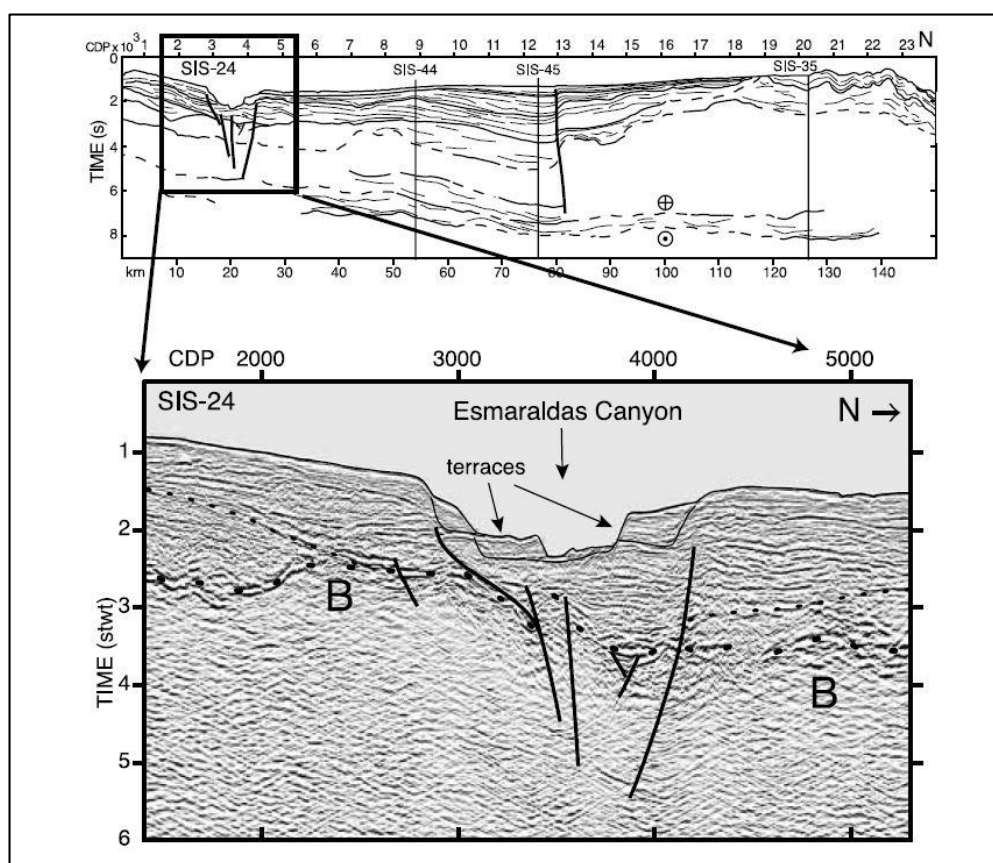 CDP x 10³ 1 2 3 4 5 6 7 8 9 10 11 12 13 14 15 16 17 18 19 20 21 22 23 N
SIS-24 SIS-44 SIS-45 SIS-35
0
2
4
6
8
TIME (s)
km 10 20 30 40 50 60 70 80 90 100 110 120 130 140
CDP 2000 3000 4000 5000
SIS-24 Esmaraldas Canyon N
terraces
1
2
3
4
5
6
TIME (stwt)
B
B